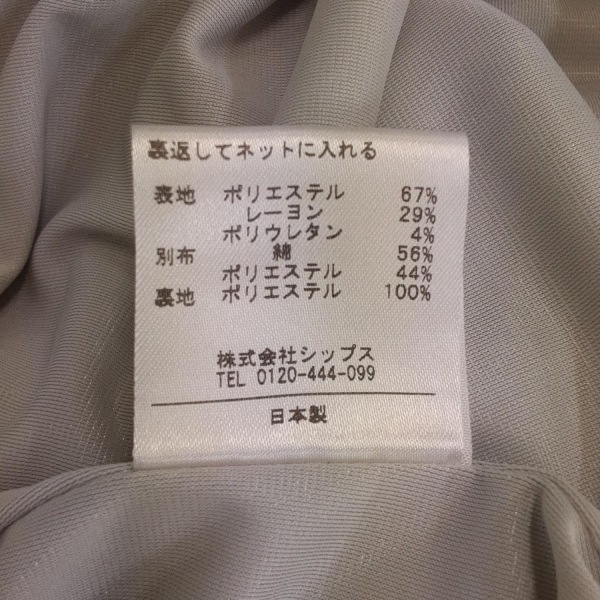 裏返してネットに入れる
表地 ポリエステル 67%
レーヨン 29%
ポリウレタン 4%
別布 綿 56%
ポリエステル 44%
裏地 ポリエステル 100%
株式会社シップス
TEL 0120-444-099
日本製